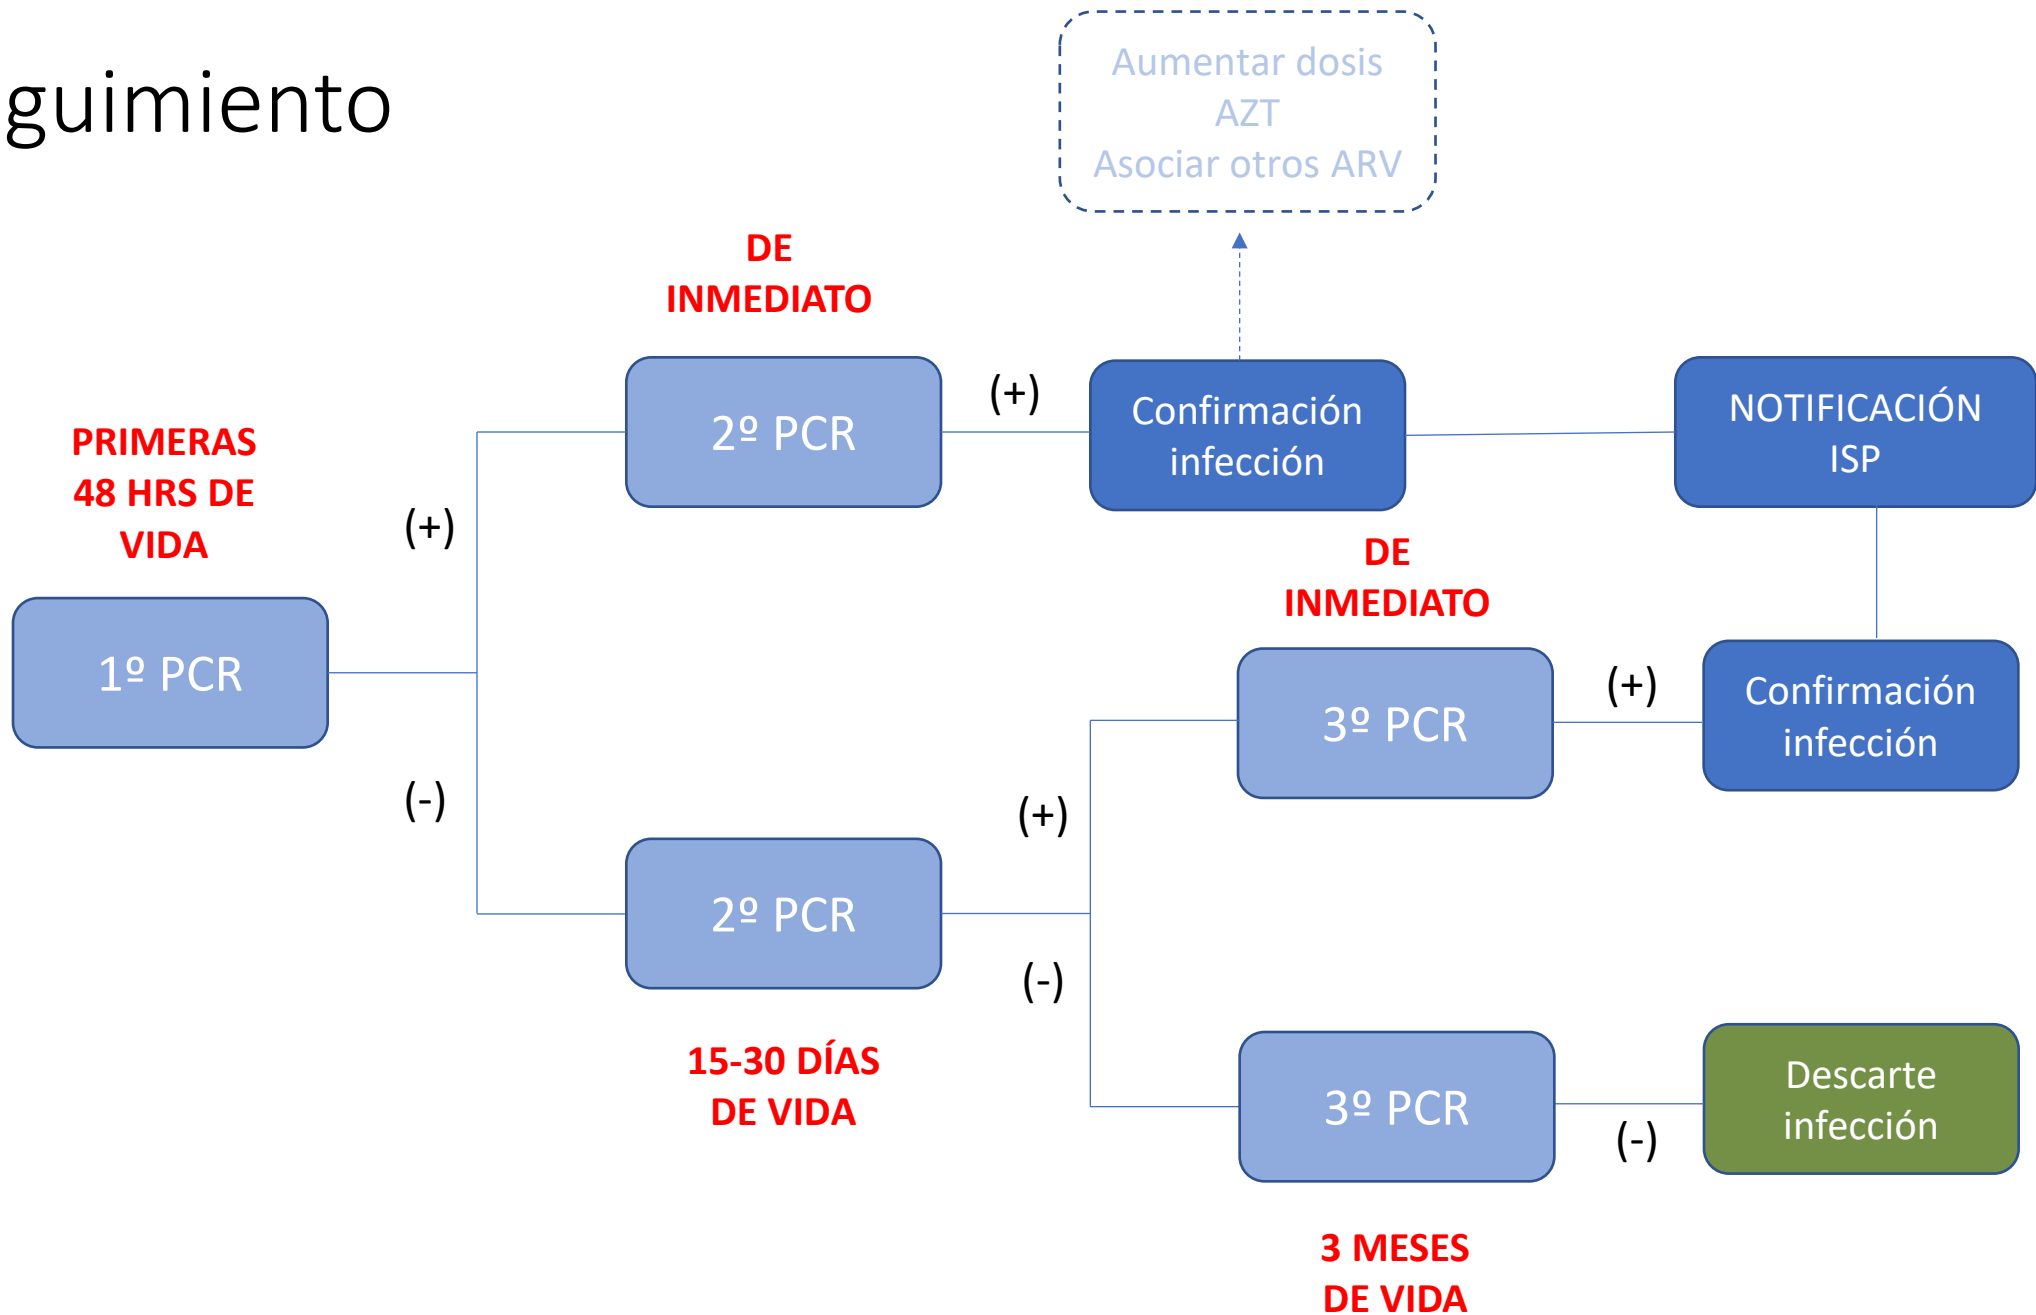 guimiento
Aumentar dosis
AZT
Asociar otros ARV
DE
INMEDIATO
2º PCR
(+)
Confirmación
infección
NOTIFICACIÓN
ISP
PRIMERAS
48 HRS DE
VIDA
(+)
1º PCR
(-)
DE
INMEDIATO
3º PCR
(+)
Confirmación
infección
(+)
2º PCR
(-)
15-30 DÍAS
DE VIDA
3º PCR
(-)
Descarte
infección
3 MESES
DE VIDA